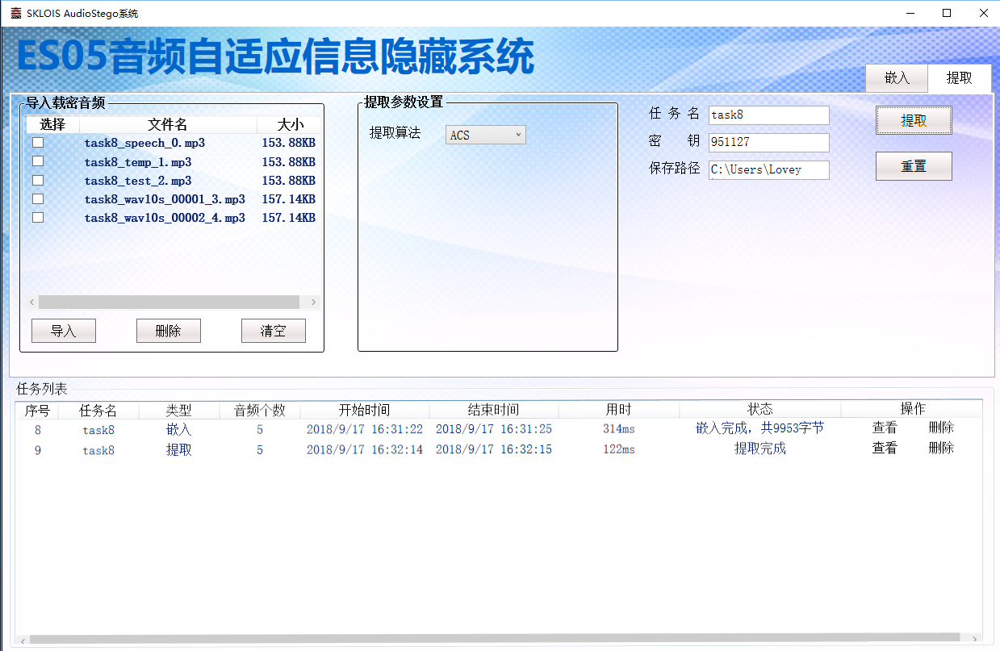 SKLOIS AudioStego系统
ES05音频自适应信息隐藏系统
嵌入 提取
导入载密音频
选择 文件名 大小
task8_speech_0.mp3 153.88KB
task8_temp_1.mp3 153.88KB
task8_test_2.mp3 153.88KB
task8_wav10s_00001_3.mp3 157.14KB
task8_wav10s_00002_4.mp3 157.14KB
导入 删除 清空
提取参数设置
提取算法 ACS
任务名 task8
密钥 951127
保存路径 C:\Users\Lovey
提取
重置
任务列表
序号 任务名 类型 音频个数 开始时间 结束时间 用时 状态 操作
8 task8 嵌入 5 2018/9/17 16:31:22 2018/9/17 16:31:25 314ms 嵌入完成，共9953字节 查看 删除
9 task8 提取 5 2018/9/17 16:32:14 2018/9/17 16:32:15 122ms 提取完成 查看 删除